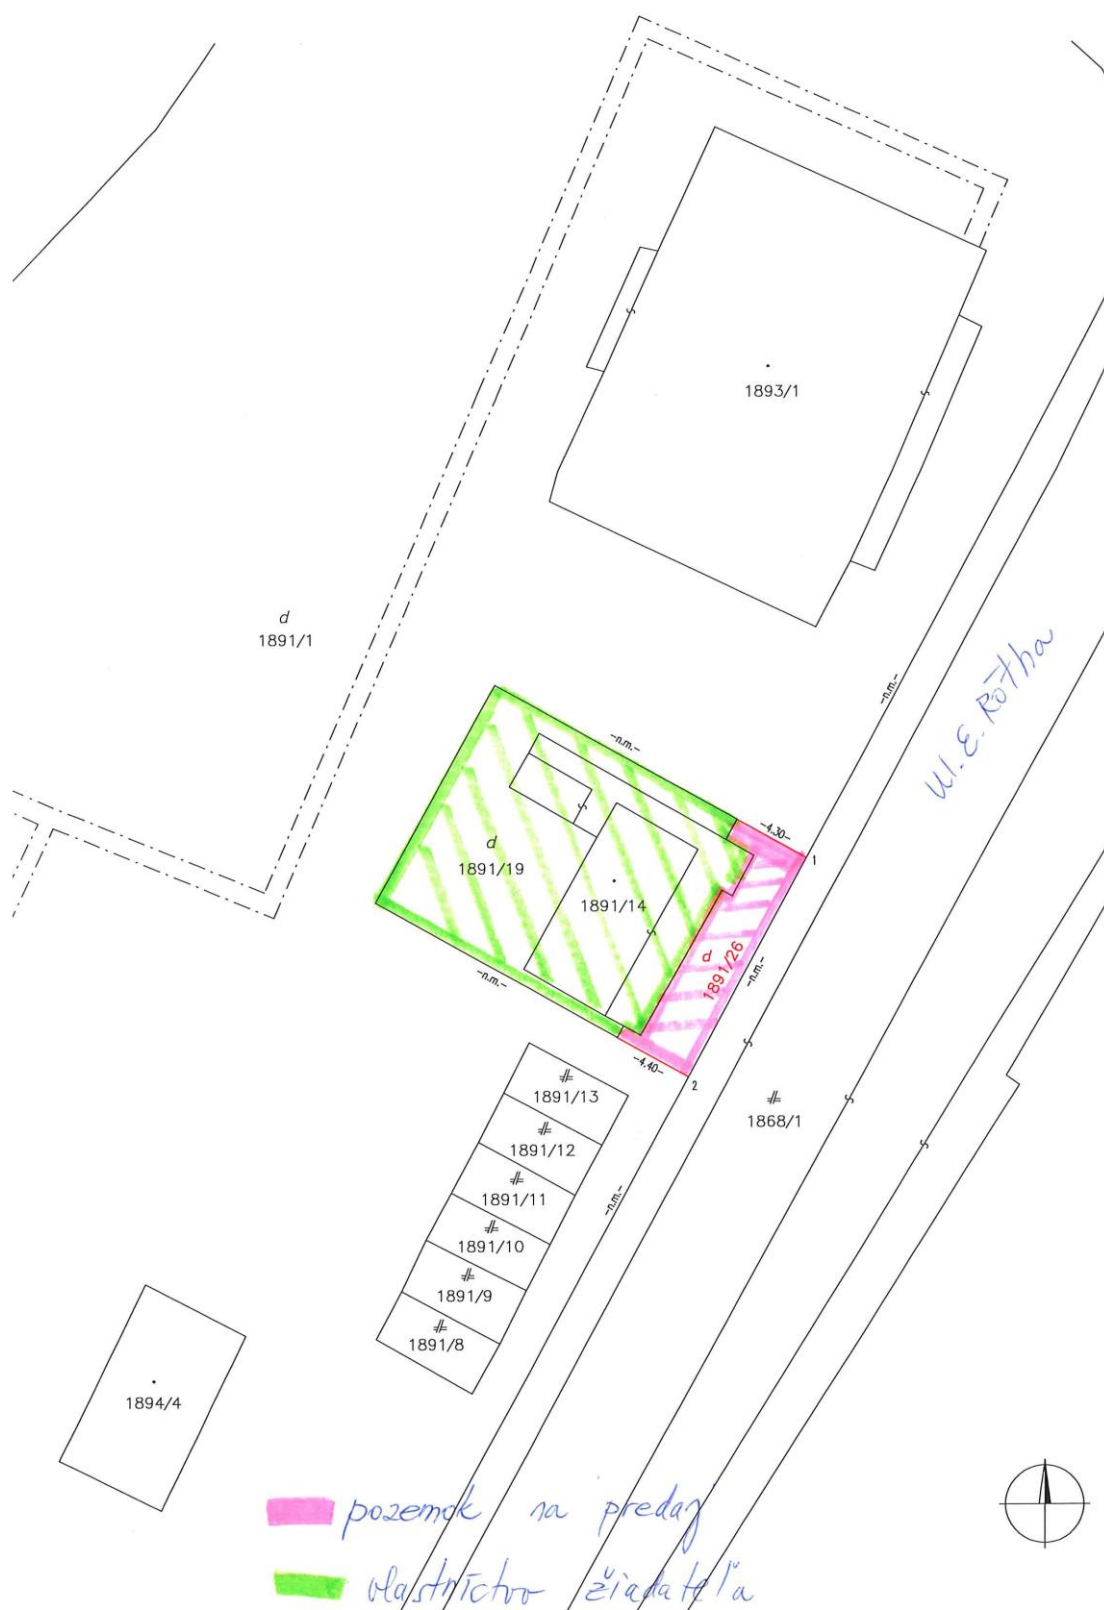 1893/1
d
1891/1
Ul. E. Rótha
-n.m.-
-n.m.-
-4.30-
1
d
1891/19
1891/14
d
1891/26
-n.m.-
-n.m.-
-4.40-
2
1891/13
1868/1
1891/12
1891/11
-n.m.-
1891/10
1891/9
1891/8
1894/4
pozemok na predaj
vlastníctvo žiadateľa